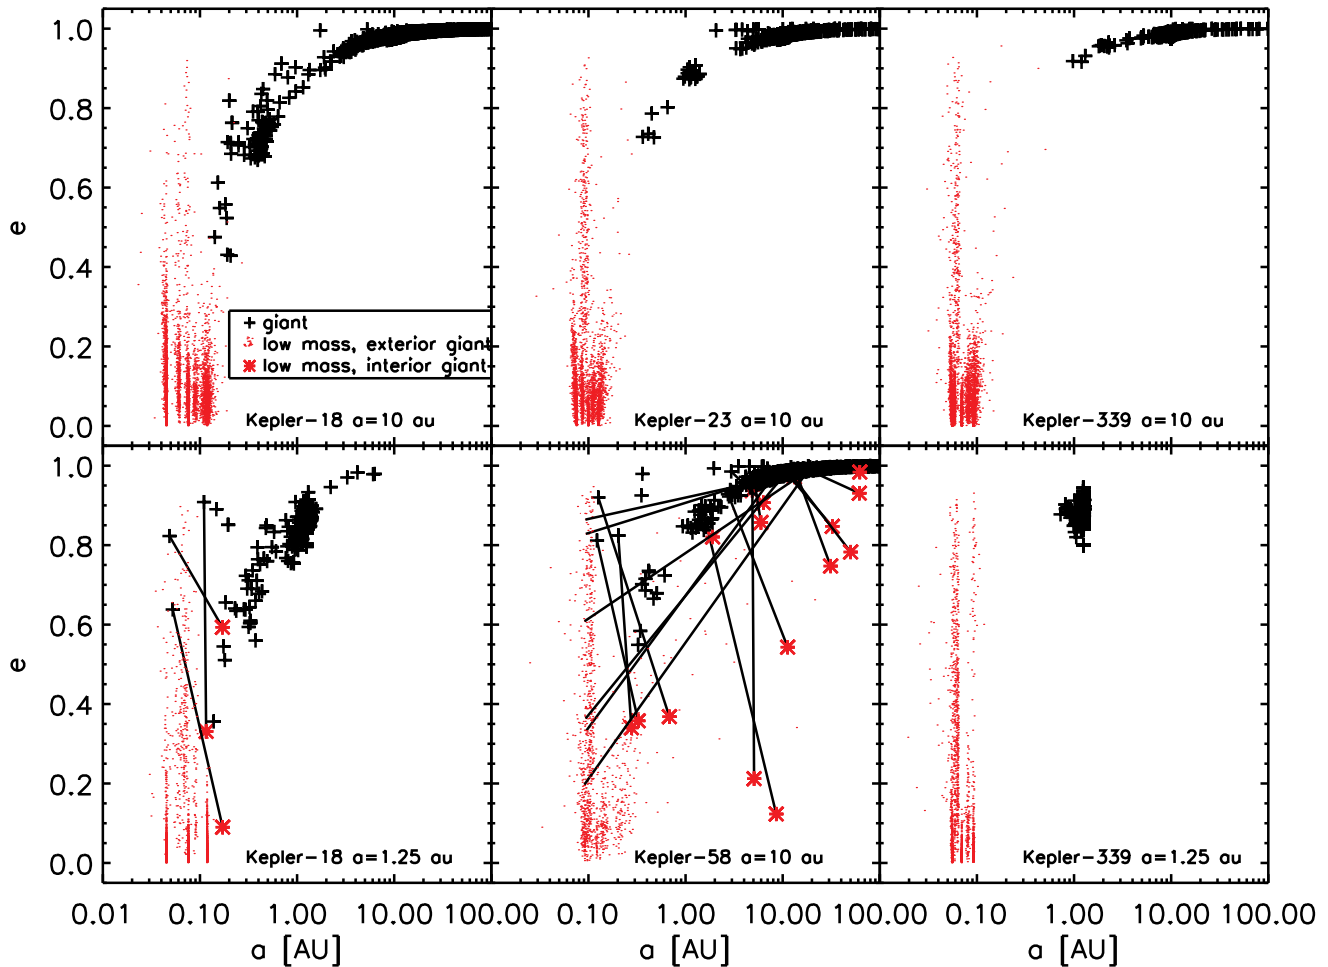 1.0
0.8
0.6
0.4
0.2
0.0
e
giant
low mass, exterior giant
low mass, interior giant
Kepler-18 a=10 au
Kepler-23 a=10 au
Kepler-339 a=10 au
1.0
0.8
0.6
0.4
0.2
0.0
e
Kepler-18 a=1.25 au
Kepler-58 a=10 au
Kepler-339 a=1.25 au
0.01 0.10 1.00 10.00 100.00 0.10 1.00 10.00 100.00 0.10 1.00 10.00 100.00
a [AU] a [AU] a [AU]